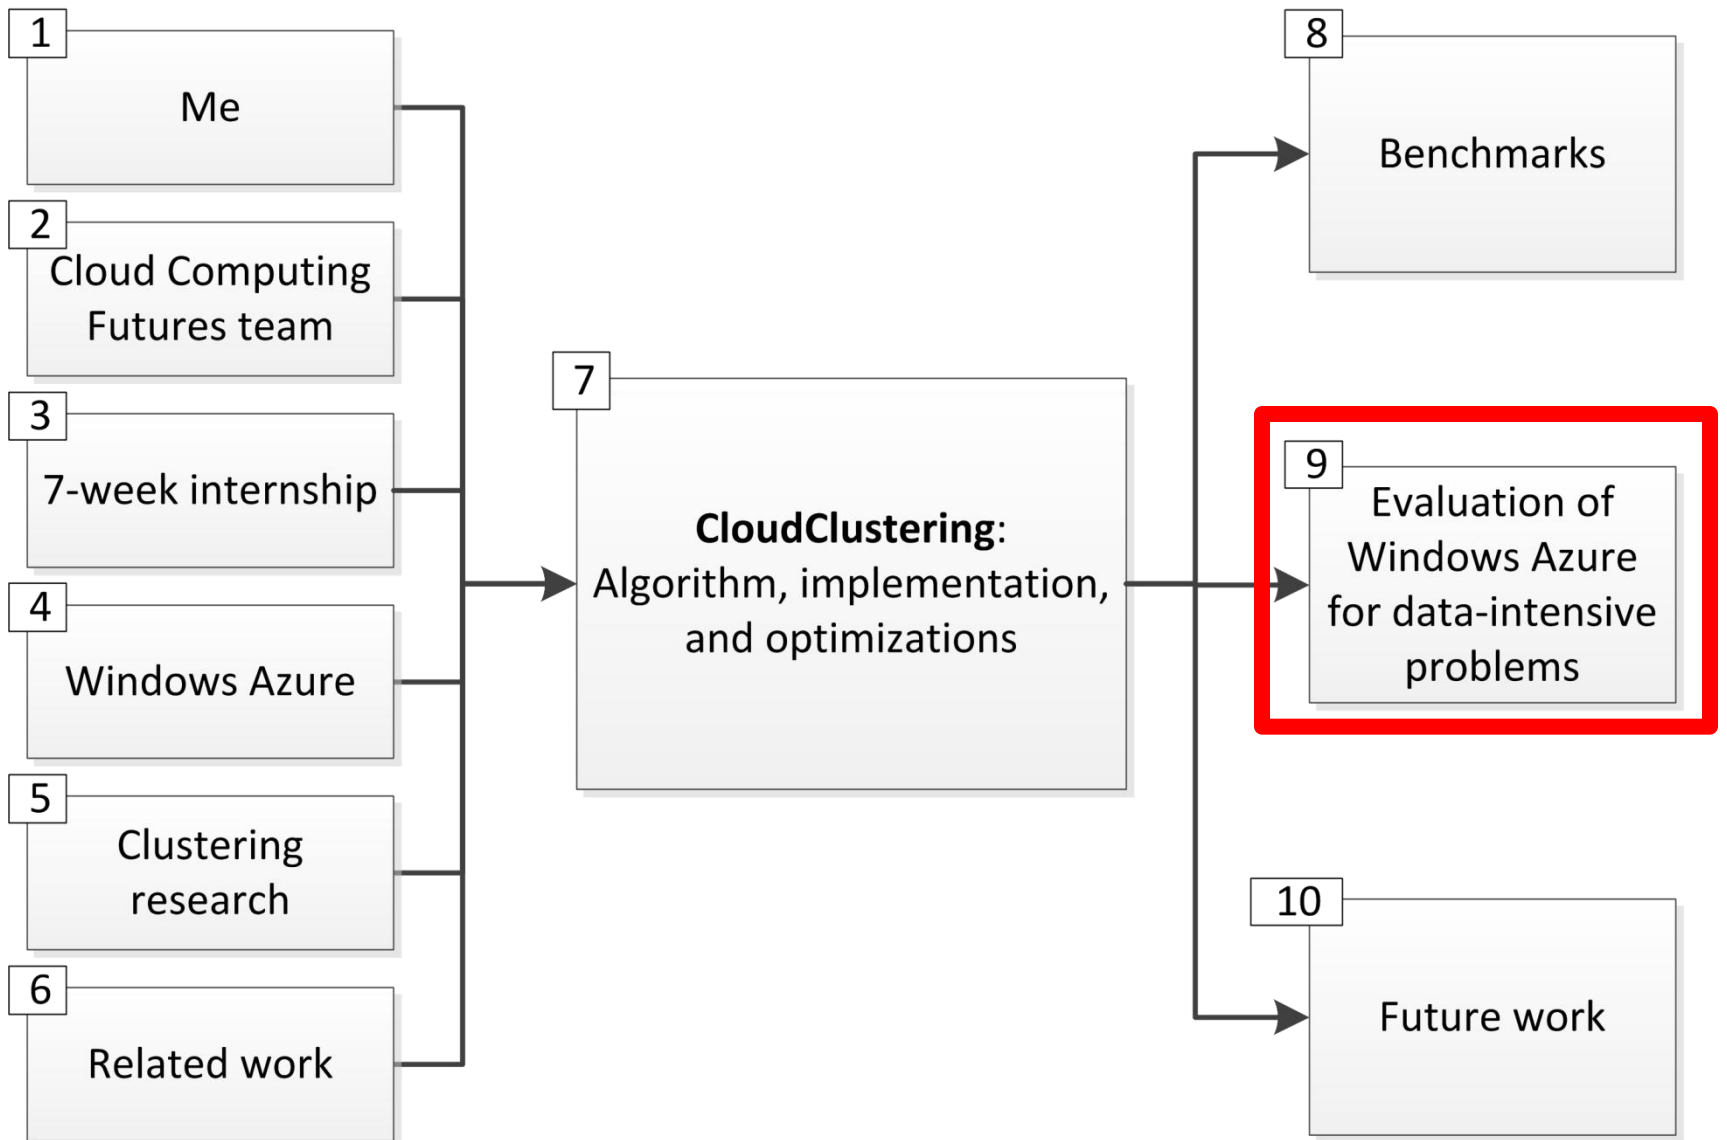 1
Me
2
Cloud Computing
Futures team
3
7-week internship
4
Windows Azure
5
Clustering
research
6
Related work
7
CloudClustering:
Algorithm, implementation,
and optimizations
8
Benchmarks
9
Evaluation of
Windows Azure
for data-intensive
problems
10
Future work